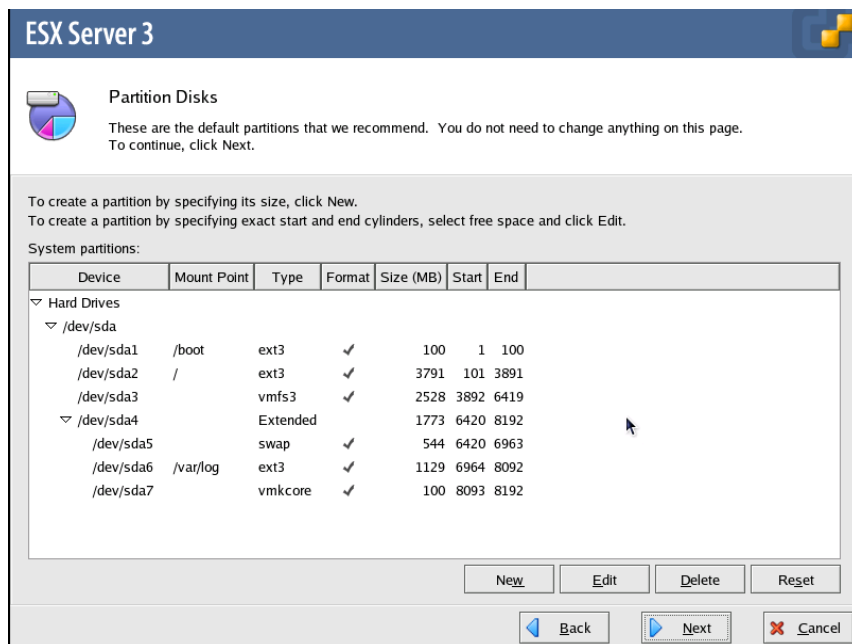 ESX Server 3
Partition Disks
These are the default partitions that we recommend. You do not need to change anything on this page.
To continue, click Next.
To create a partition by specifying its size, click New.
To create a partition by specifying exact start and end cylinders, select free space and click Edit.
System partitions:
Device Mount Point Type Format Size (MB) Start End
Hard Drives
/dev/sda
/dev/sda1 /boot ext3 100 1 100
/dev/sda2 / ext3 3791 101 3891
/dev/sda3 vmfs3 2528 3892 6419
/dev/sda4 Extended 1773 6420 8192
/dev/sda5 swap 544 6420 6963
/dev/sda6 /var/log ext3 1129 6964 8092
/dev/sda7 vmkcore 100 8093 8192
New Edit Delete Reset
Back Next Cancel